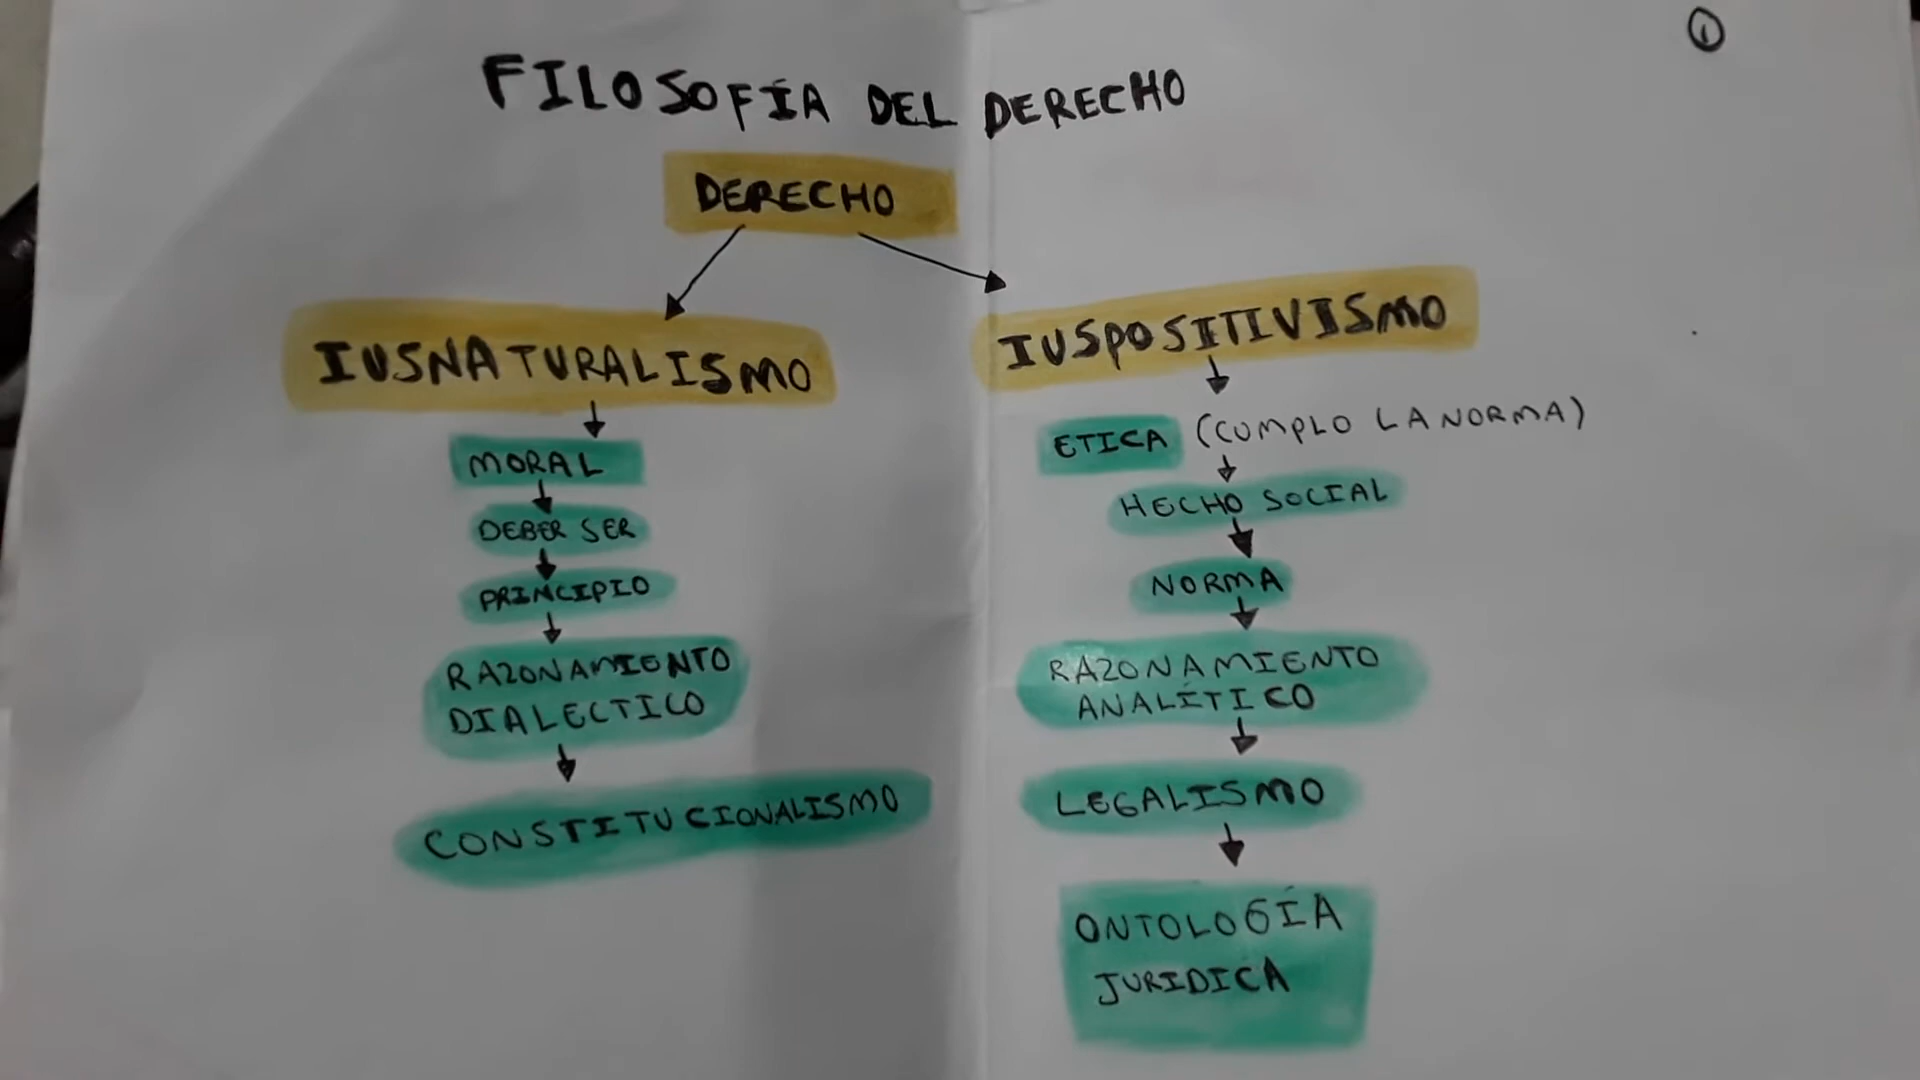 1
FILOSOFÍA DEL DERECHO
DERECHO
IUSNATURALISMO
MORAL
DEBER SER
PRINCIPIO
RAZONAMIENTO
DIALECTICO
CONSTITUCIONALISMO
IUSPOSITIVISMO
ETICA (CUMPLO LA NORMA)
HECHO SOCIAL
NORMA
RAZONAMIENTO
ANALÍTICO
LEGALISMO
ONTOLOGÍA
JURIDICA